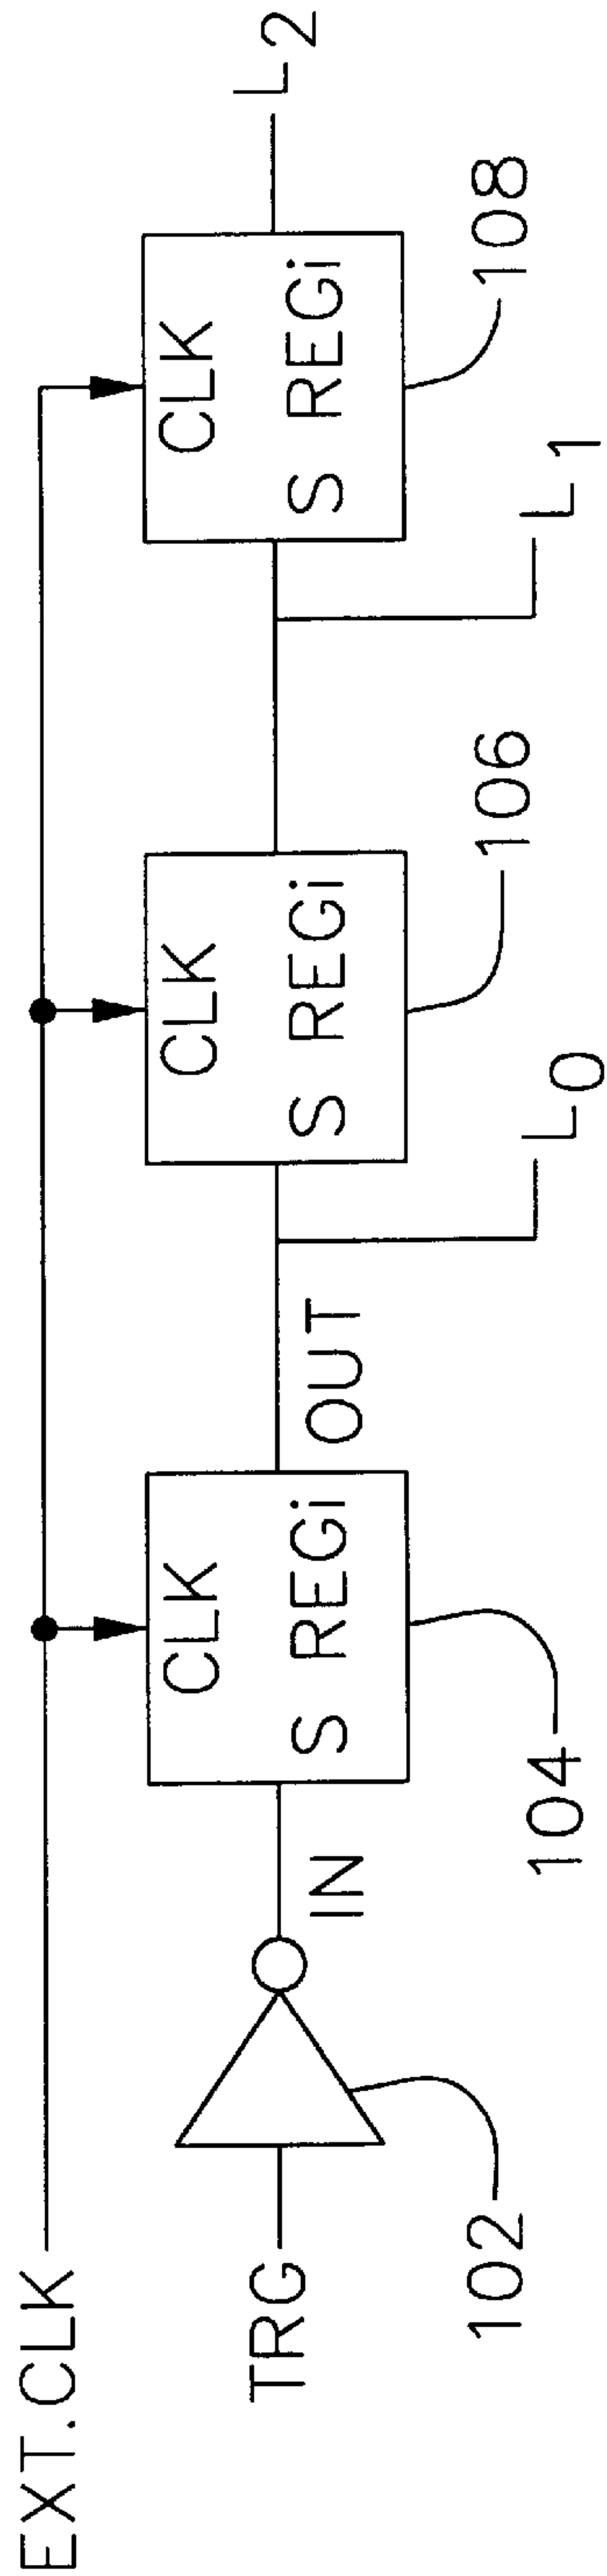 EXT.CLK
TRG
102
IN
CLK
S REGi
104
OUT
L0
CLK
S REGi
106
L1
CLK
S REGi
108
L2